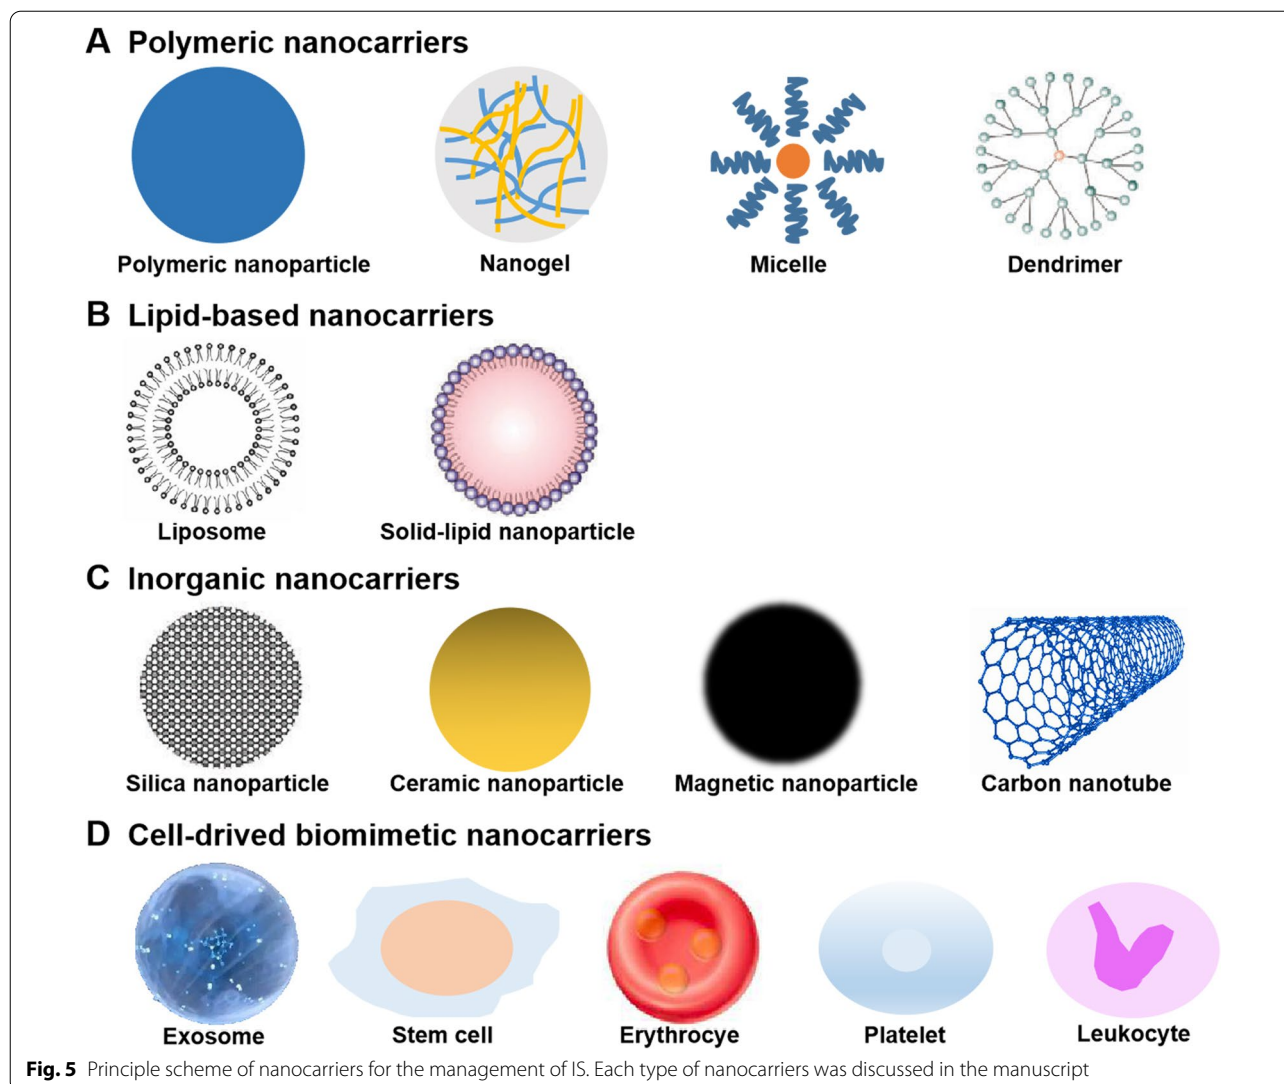 A Polymeric nanocarriers
Polymeric nanoparticle Nanogel Micelle Dendrimer
B Lipid-based nanocarriers
Liposome Solid-lipid nanoparticle
C Inorganic nanocarriers
Silica nanoparticle Ceramic nanoparticle Magnetic nanoparticle Carbon nanotube
D Cell-drived biomimetic nanocarriers
Exosome Stem cell Erythrocye Platelet Leukocyte
Fig. 5 Principle scheme of nanocarriers for the management of IS. Each type of nanocarriers was discussed in the manuscript